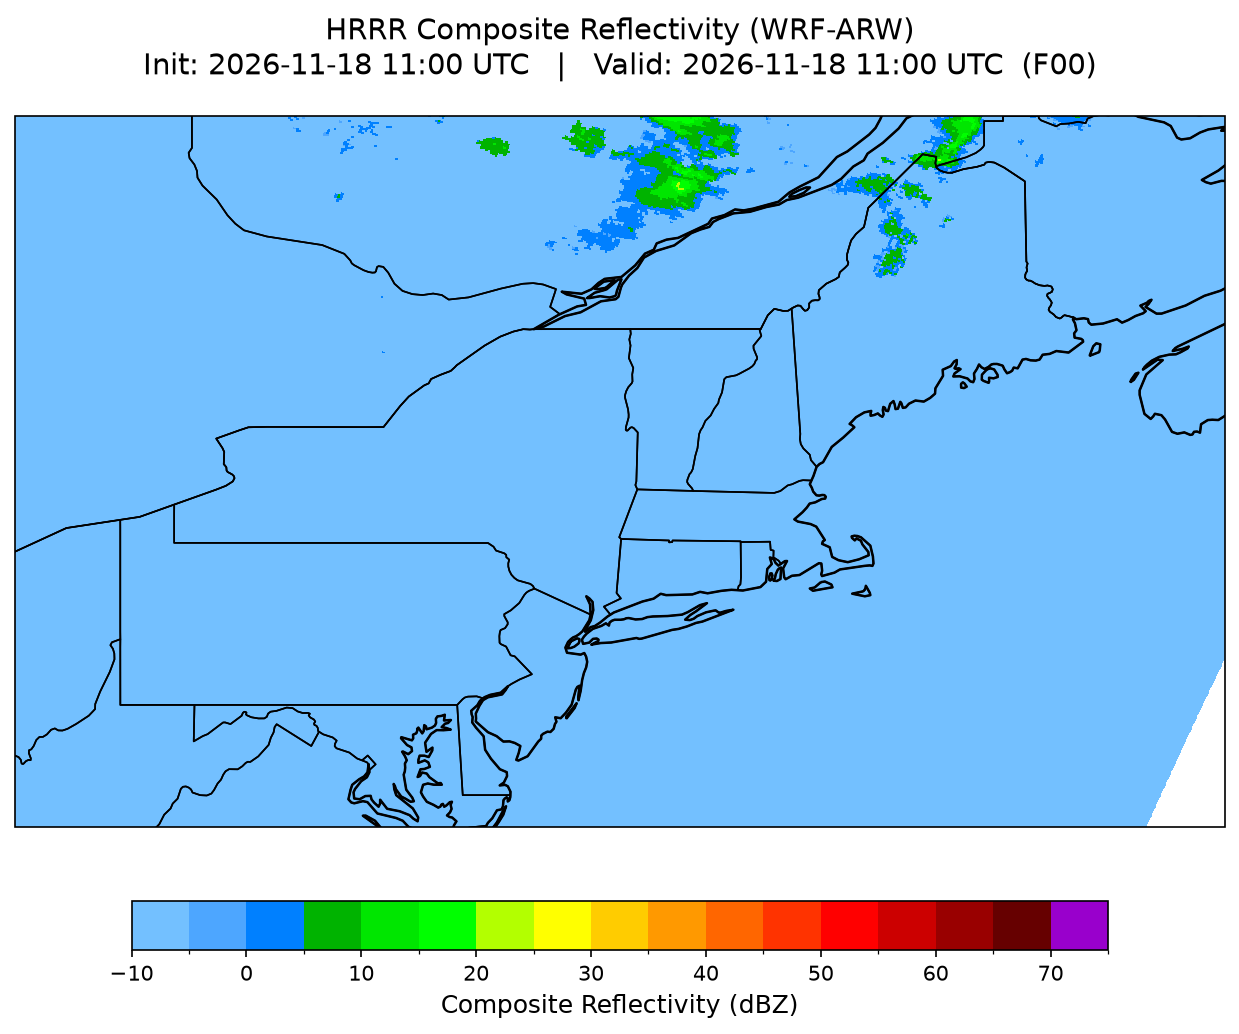 HRRR Composite Reflectivity (WRF-ARW)
Init: 2026-11-18 11:00 UTC   |   Valid: 2026-11-18 11:00 UTC  (F00)
−10 0 10 20 30 40 50 60 70
Composite Reflectivity (dBZ)